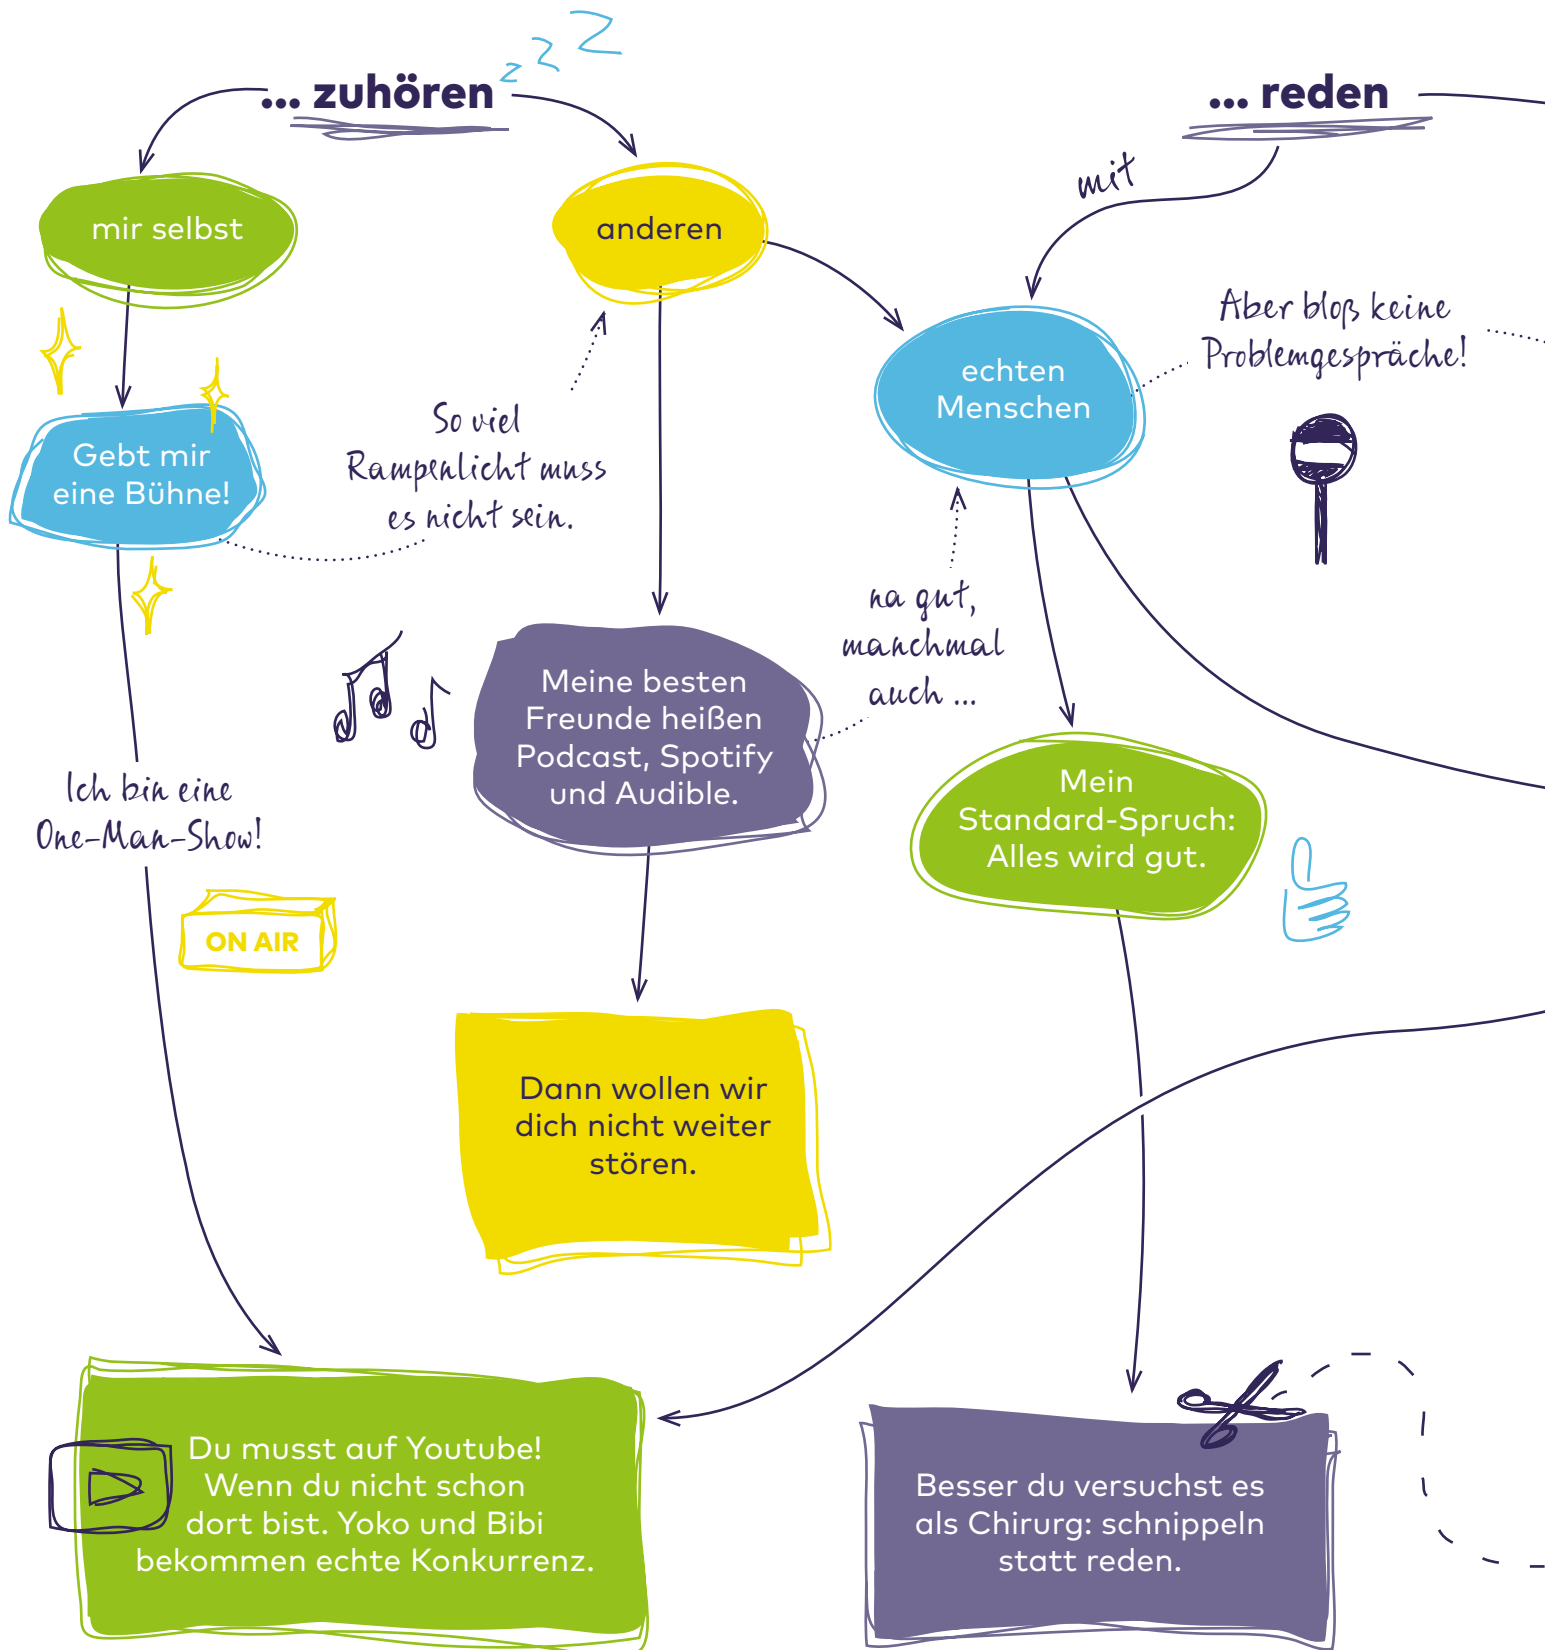 ... zuhören
... reden
mit
mir selbst
anderen
echten
Menschen
Aber bloß keine
Problemgespräche!
Gebt mir
eine Bühne!
So viel
Rampenlicht muss
es nicht sein.
na gut,
manchmal
auch ...
Meine besten
Freunde heißen
Podcast, Spotify
und Audible.
Ich bin eine
One-Man-Show!
Mein
Standard-Spruch:
Alles wird gut.
ON AIR
Dann wollen wir
dich nicht weiter
stören.
Du musst auf Youtube!
Wenn du nicht schon
dort bist. Yoko und Bibi
bekommen echte Konkurrenz.
Besser du versuchst es
als Chirurg: schnippeln
statt reden.